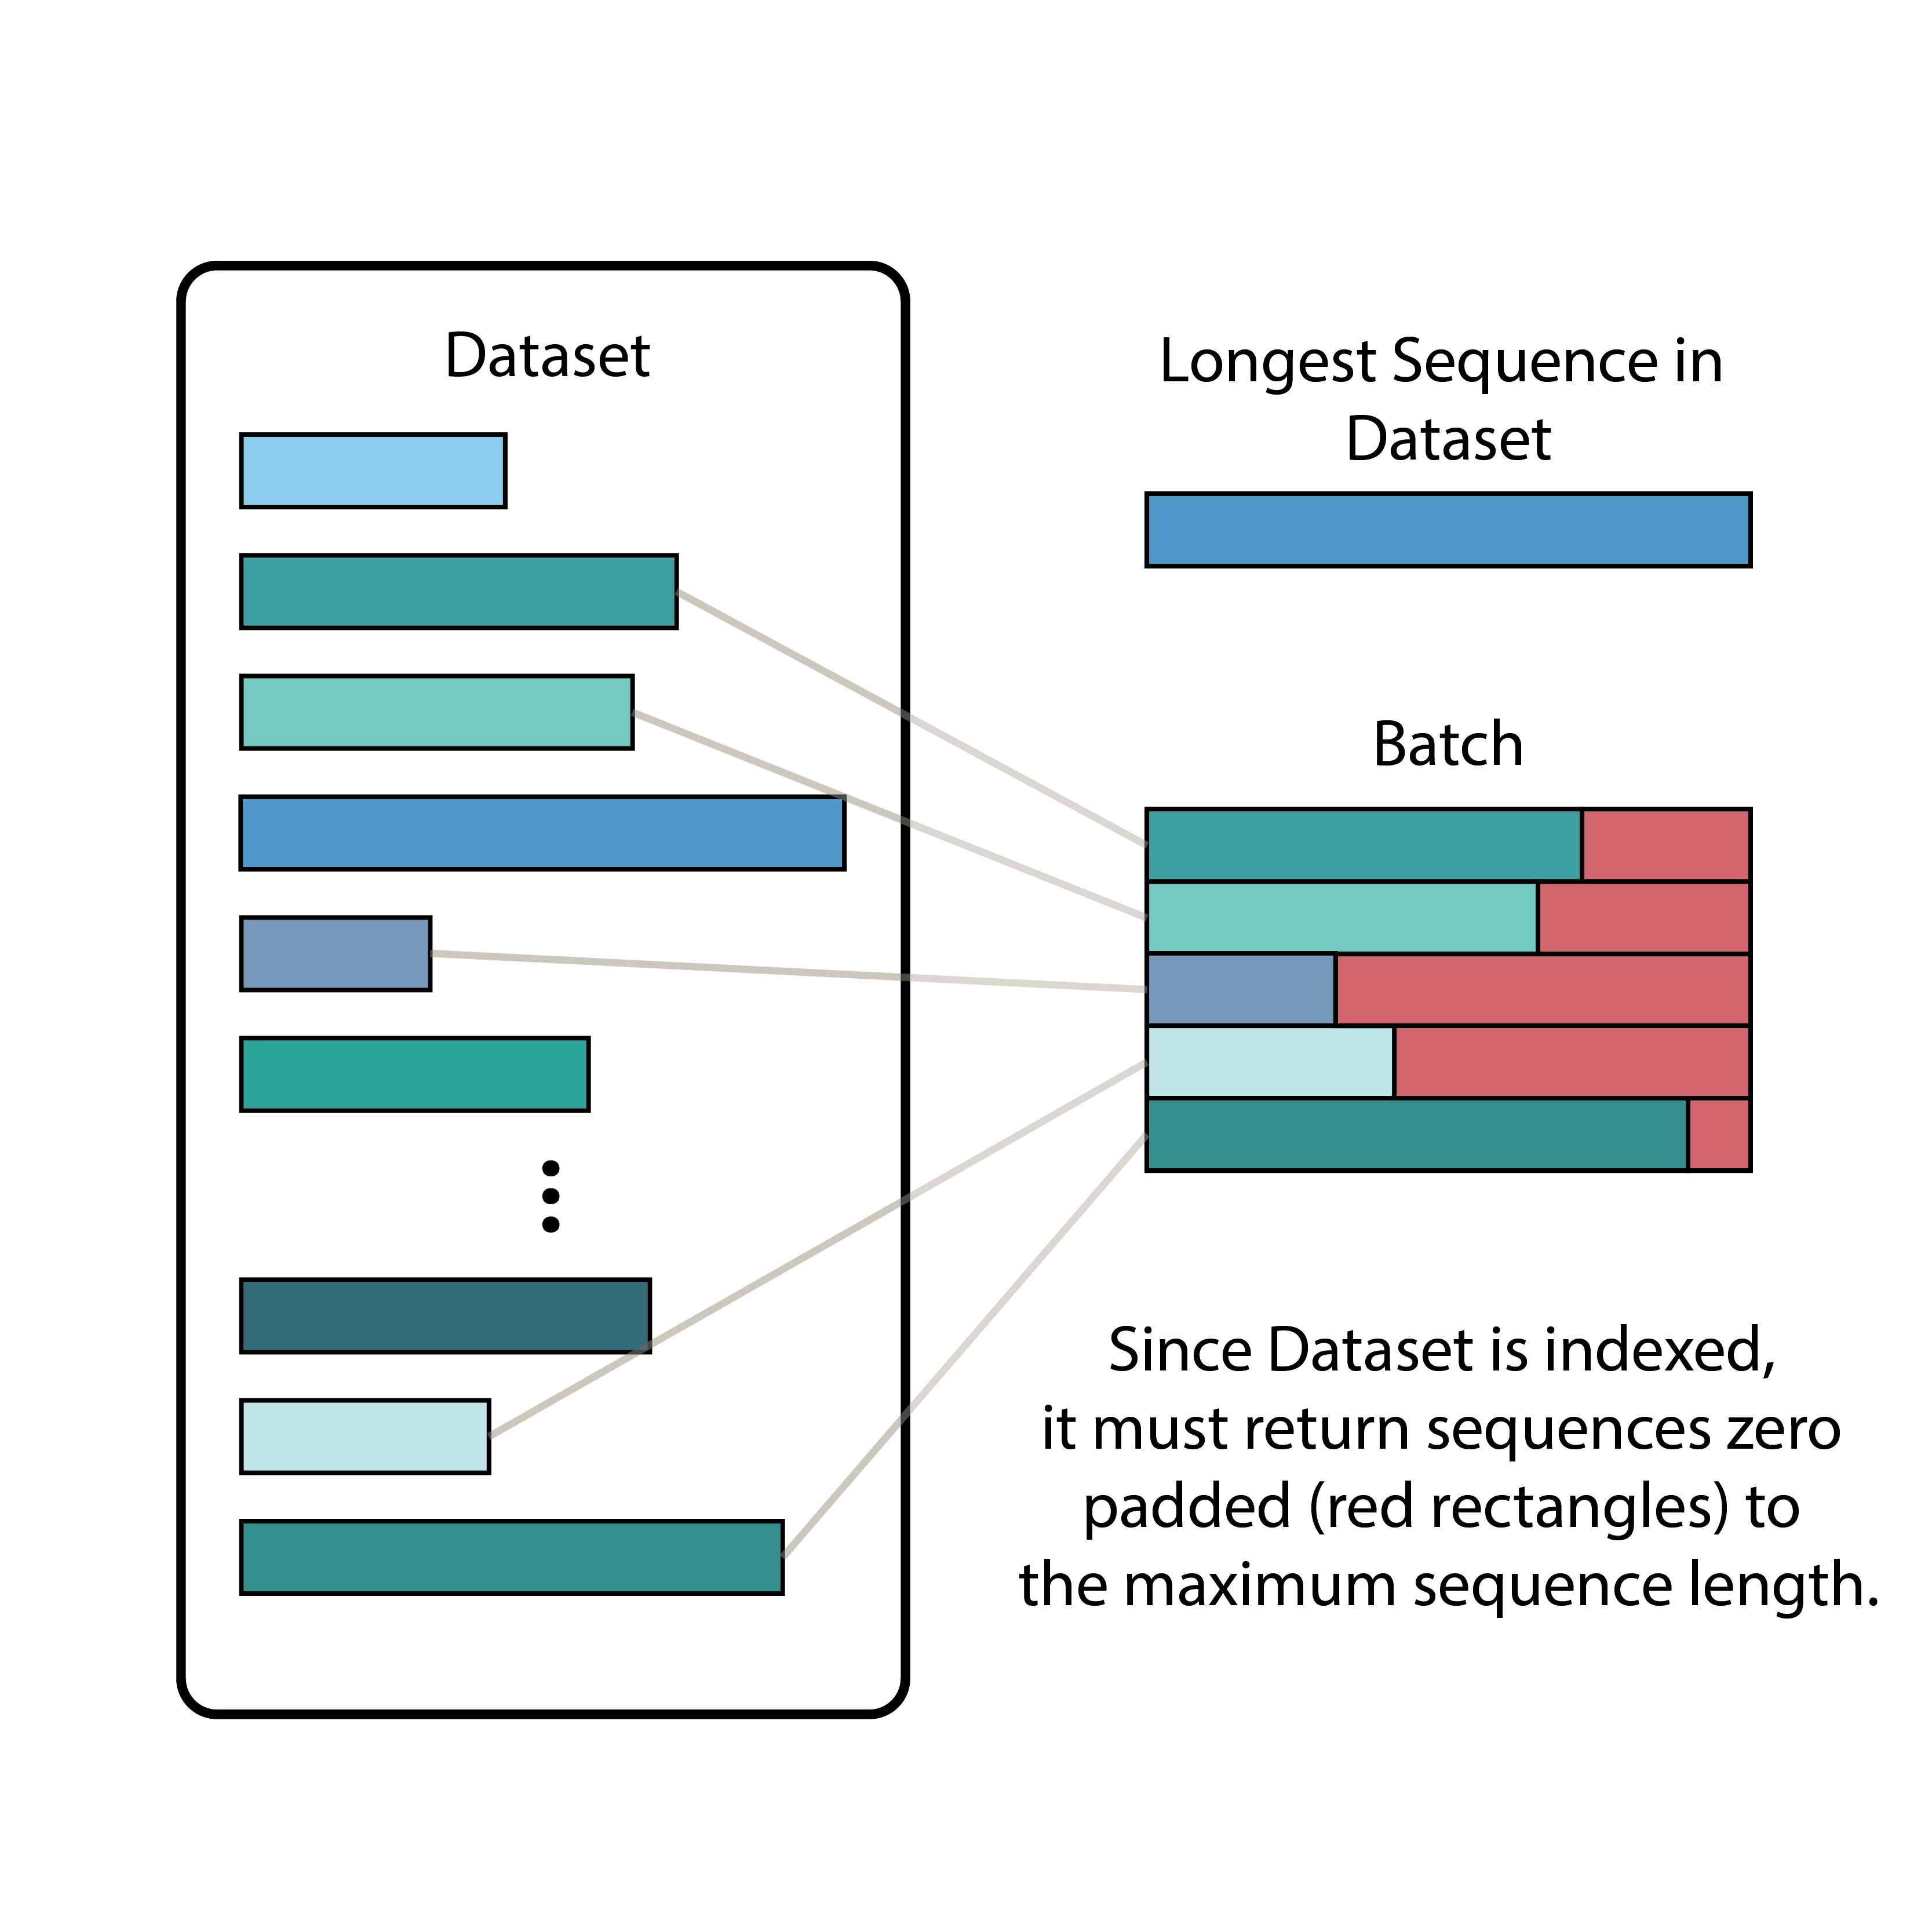 Dataset
Longest Sequence in
Dataset
Batch
Since Dataset is indexed,
it must return sequences zero
padded (red rectangles) to
the maximum sequence length.